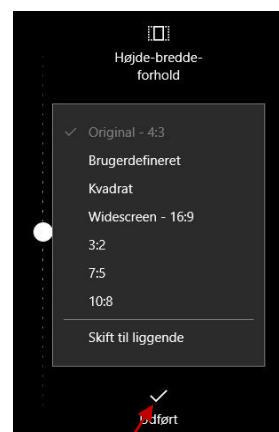 Højde-bredde-
forhold
Original - 4:3
Brugerdefineret
Kvadrat
Widescreen - 16:9
3:2
7:5
10:8
Skift til liggende
Udført